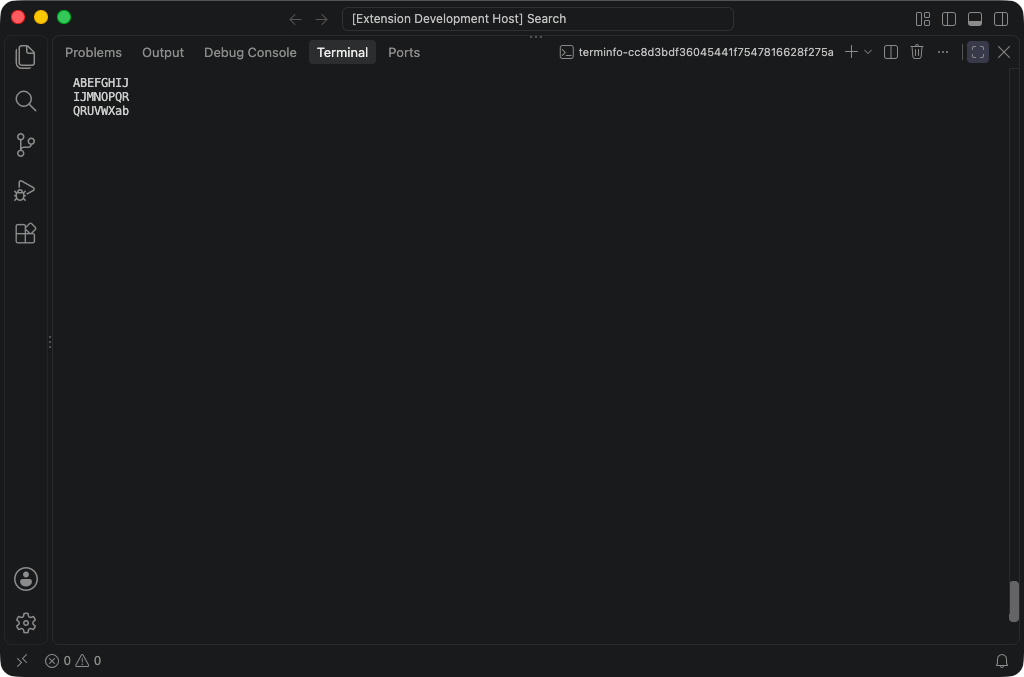 [Extension Development Host] Search
Problems Output Debug Console Terminal Ports terminfo-cc8d3bdf36045441f7547816628f275a
ABEFGHIJ
IJMNOPQR
QRUVWXab
0 0